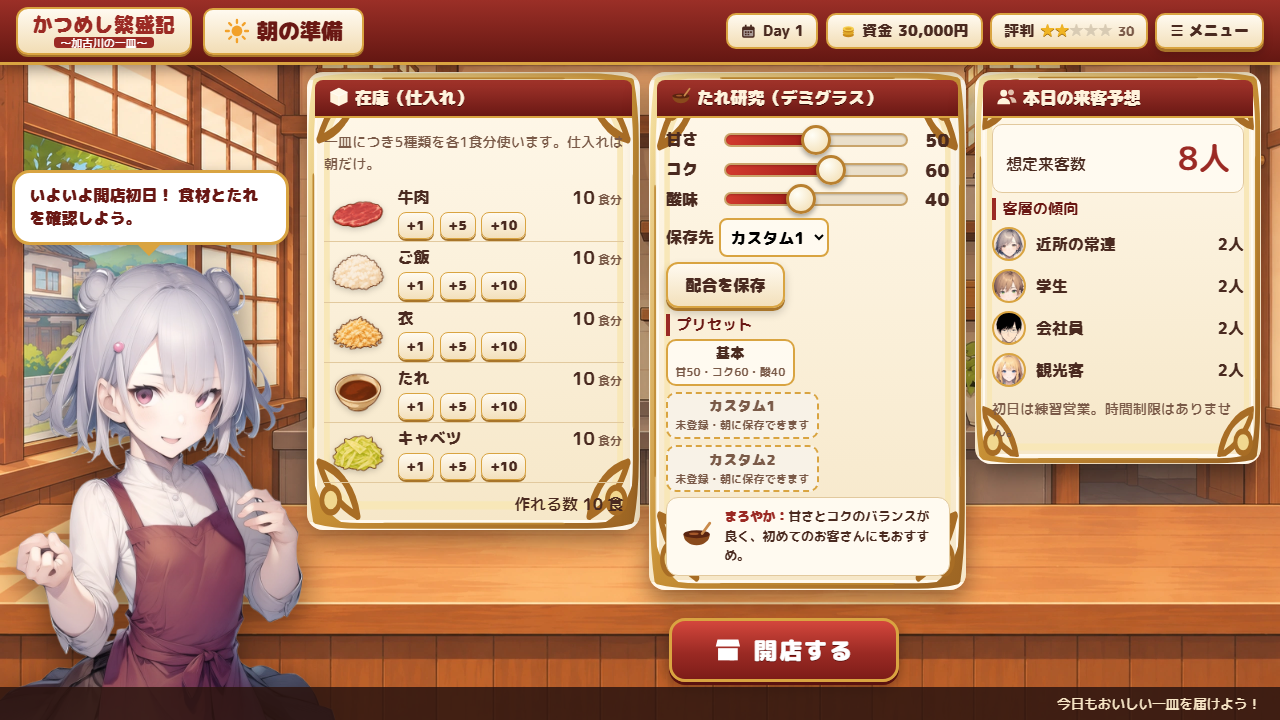 かつめし繁盛記
〜加古川の一皿〜
朝の準備
Day 1
資金 30,000円
評判 ★★★★★ 30
☰ メニュー
いよいよ開店初日！ 食材とたれ
を確認しよう。
在庫（仕入れ）
一皿につき5種類を各1食分使います。仕入れは
朝だけ。
牛肉 10 食分
+1 +5 +10
ご飯 10 食分
+1 +5 +10
衣 10 食分
+1 +5 +10
たれ 10 食分
+1 +5 +10
キャベツ 10 食分
+1 +5 +10
作れる数 10 食
たれ研究（デミグラス）
甘さ 50
コク 60
酸味 40
保存先 カスタム1
配合を保存
プリセット
基本
甘50・コク60・酸40
カスタム1
未登録・朝に保存できます
カスタム2
未登録・朝に保存できます
まろやか：甘さとコクのバランスが
良く、初めてのお客さんにもおすす
め。
本日の来客予想
想定来客数 8人
客層の傾向
近所の常連 2人
学生 2人
会社員 2人
観光客 2人
初日は練習営業。時間制限はありませ
ん。
開店する
今日もおいしい一皿を届けよう！